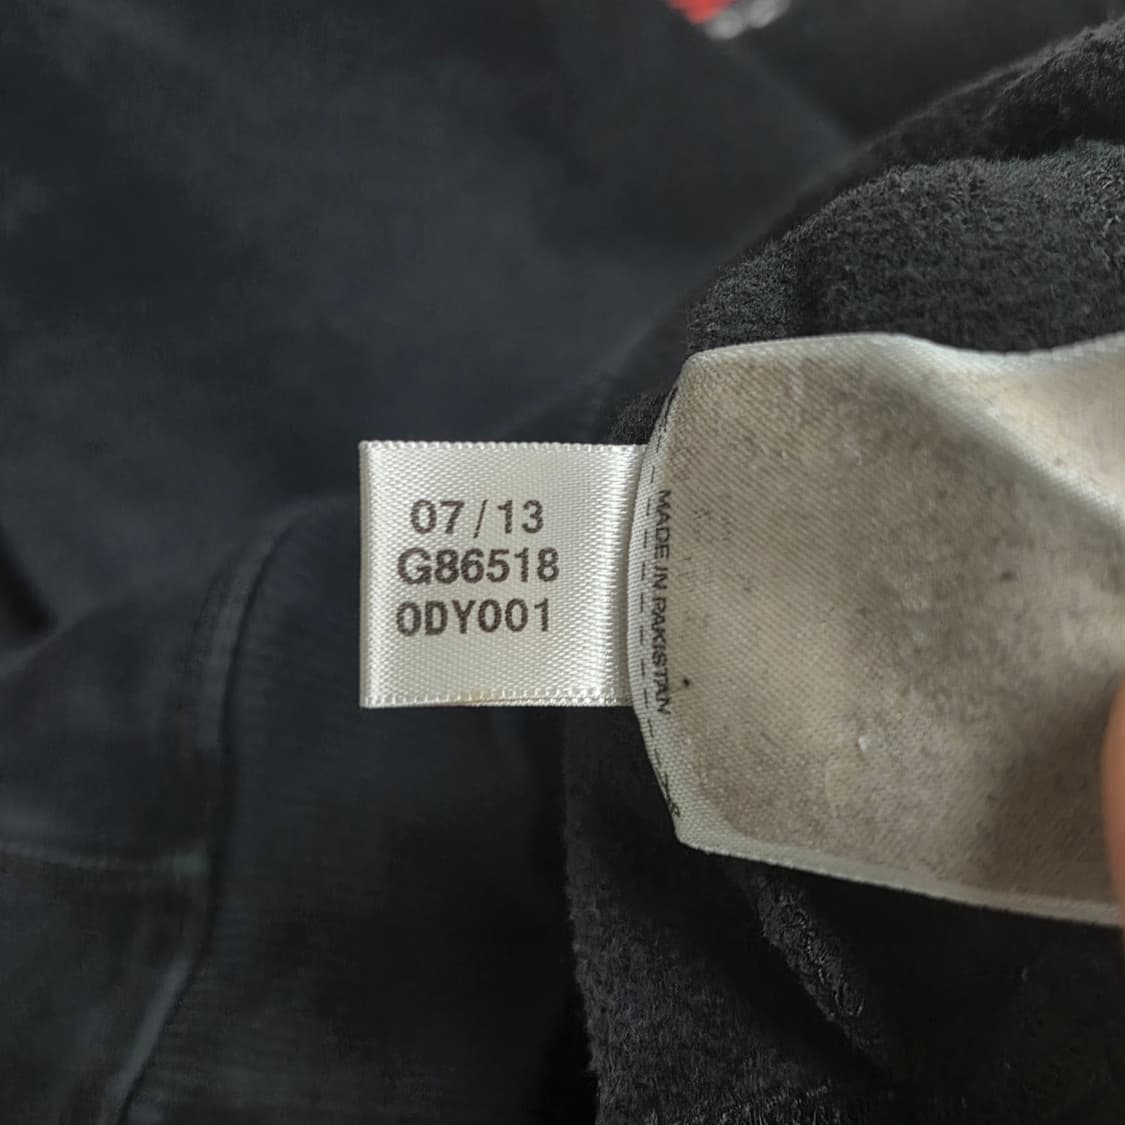 07/13
G86518
0DY001
MADE IN PAKISTAN